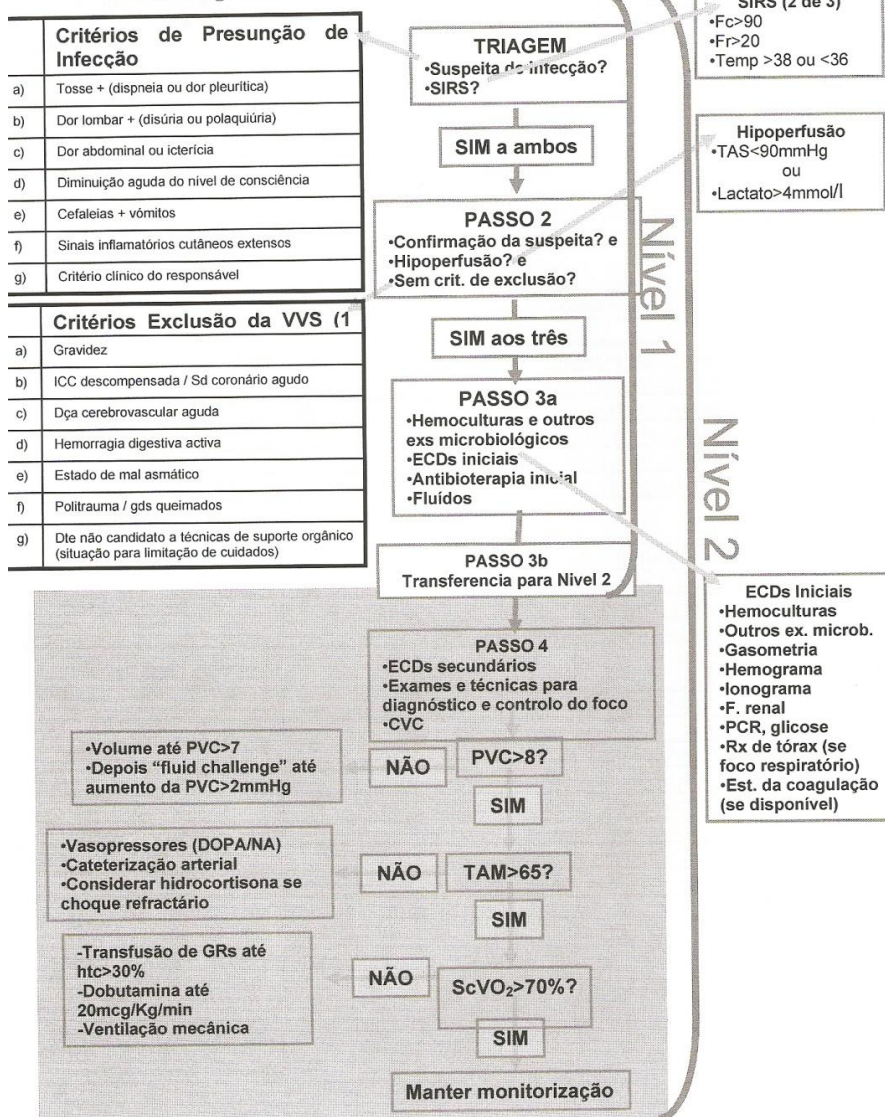 Critérios de Presunção de
Infecção
a) Tosse + (dispneia ou dor pleurítica)
b) Dor lombar + (disúria ou polaquiúria)
c) Dor abdominal ou icterícia
d) Diminuição aguda do nível de consciência
e) Cefaleias + vómitos
f) Sinais inflamatórios cutâneos extensos
g) Critério clínico do responsável
Critérios Exclusão da VVS (1
a) Gravidez
b) ICC descompensada / Sd coronário agudo
c) Dça cerebrovascular aguda
d) Hemorragia digestiva activa
e) Estado de mal asmático
f) Politrauma / gds queimados
g) Dte não candidato a técnicas de suporte orgânico
(situação para limitação de cuidados)
TRIAGEM
•Suspeita de infecção?
•SIRS?
SIM a ambos
PASSO 2
•Confirmação da suspeita? e
•Hipoperfusão? e
•Sem crit. de exclusão?
SIM aos três
PASSO 3a
•Hemoculturas e outros
exs microbiológicos
•ECDs iniciais
•Antibioterapia inicial
•Fluídos
PASSO 3b
Transferencia para Nivel 2
Nível 1
Nível 2
SIRS (2 de 3)
•Fc>90
•Fr>20
•Temp >38 ou <36
Hipoperfusão
•TAS<90mmHg
ou
•Lactato>4mmol/l
ECDs Iniciais
•Hemoculturas
•Outros ex. microb.
•Gasometria
•Hemograma
•Ionograma
•F. renal
•PCR, glicose
•Rx de tórax (se
foco respiratório)
•Est. da coagulação
(se disponível)
PASSO 4
•ECDs secundários
•Exames e técnicas para
diagnóstico e controlo do foco
•CVC
PVC>8?
NÃO
•Volume até PVC>7
•Depois “fluid challenge” até
aumento da PVC>2mmHg
SIM
TAM>65?
NÃO
•Vasopressores (DOPA/NA)
•Cateterização arterial
•Considerar hidrocortisona se
choque refractário
SIM
ScVO₂>70%?
NÃO
-Transfusão de GRs até
htc>30%
-Dobutamina até
20mcg/Kg/min
-Ventilação mecânica
SIM
Manter monitorização